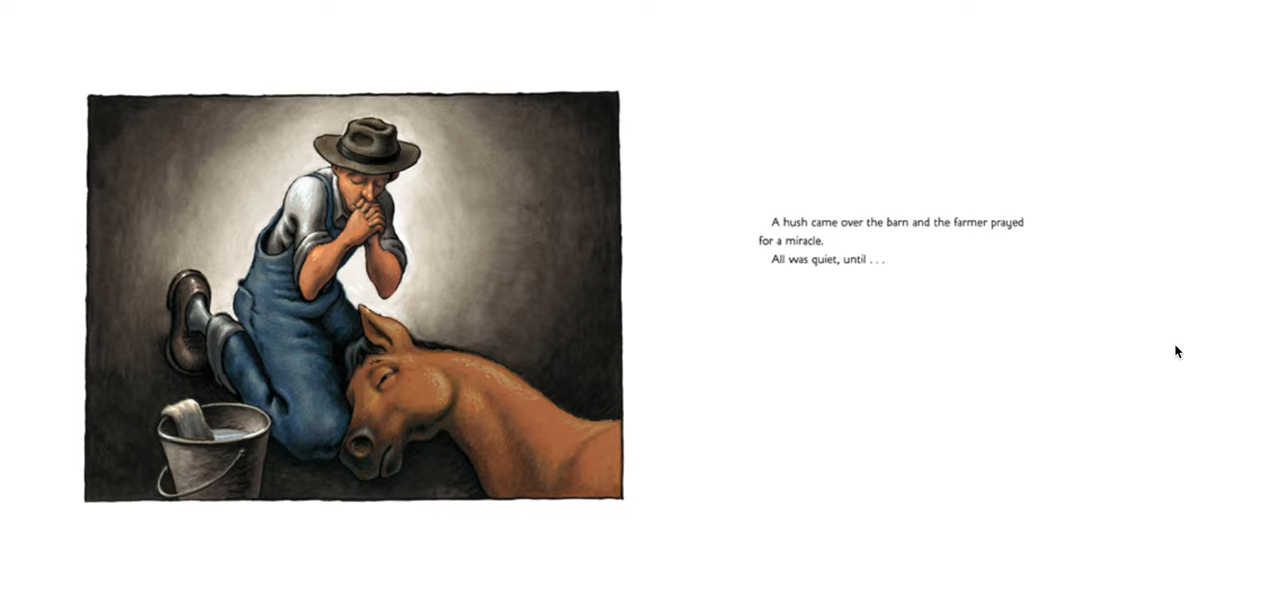 A hush came over the barn and the farmer prayed
for a miracle.
All was quiet, until . . .